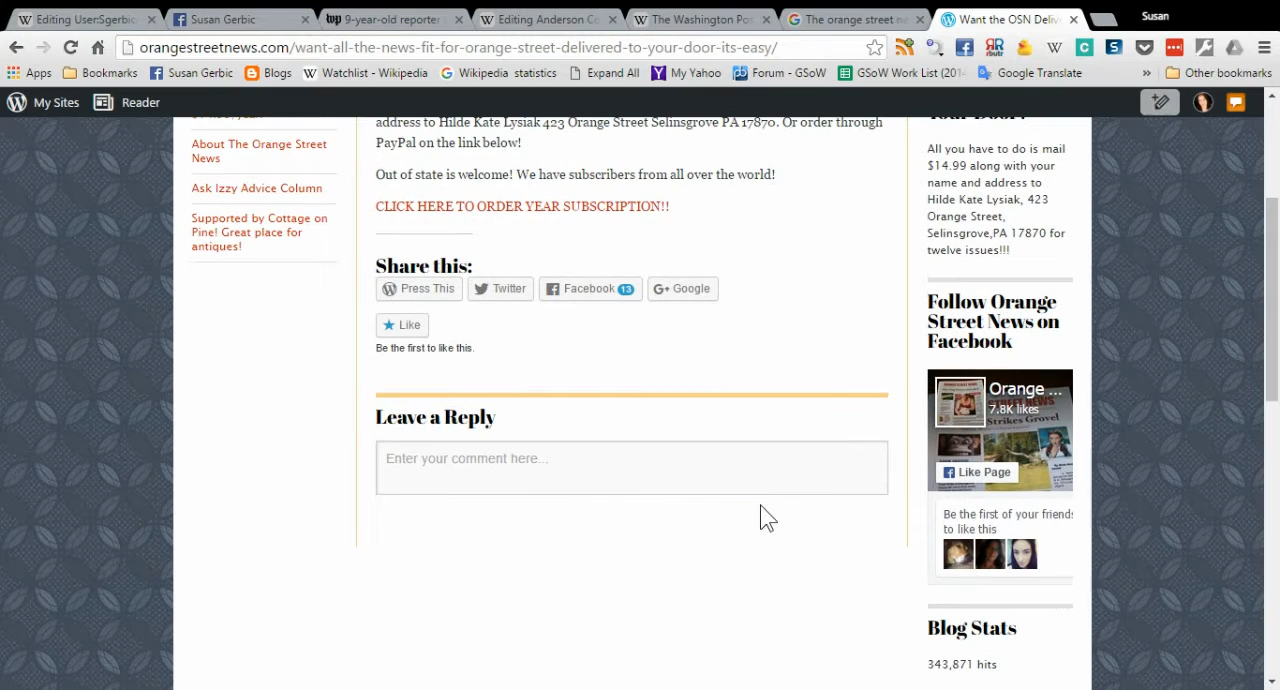 Editing User:Sgerbic
Susan Gerbic
9-year-old reporter
Editing Anderson Co
The Washington Pos
The orange street ne
Want the OSN Deliv
Susan
orangestreetnews.com/want-all-the-news-fit-for-orange-street-delivered-to-your-door-its-easy/
Apps
Bookmarks
Susan Gerbic
Blogs
Watchlist - Wikipedia
Wikipedia statistics
Expand All
My Yahoo
Forum - GSoW
GSoW Work List (201
Google Translate
»
Other bookmarks
My Sites
Reader
About The Orange Street
News
Ask Izzy Advice Column
Supported by Cottage on
Pine! Great place for
antiques!
address to Hilde Kate Lysiak 423 Orange Street Selinsgrove PA 17870. Or order through
PayPal on the link below!
Out of state is welcome! We have subscribers from all over the world!
CLICK HERE TO ORDER YEAR SUBSCRIPTION!!
Share this:
Press This
Twitter
Facebook 13
Google
Like
Be the first to like this.
Leave a Reply
Enter your comment here...
All you have to do is mail
$14.99 along with your
name and address to
Hilde Kate Lysiak, 423
Orange Street,
Selinsgrove,PA 17870 for
twelve issues!!!
Follow Orange
Street News on
Facebook
Orange ...
7.8K likes
Strikes Grove!
Like Page
Be the first of your friends
to like this
Blog Stats
343,871 hits